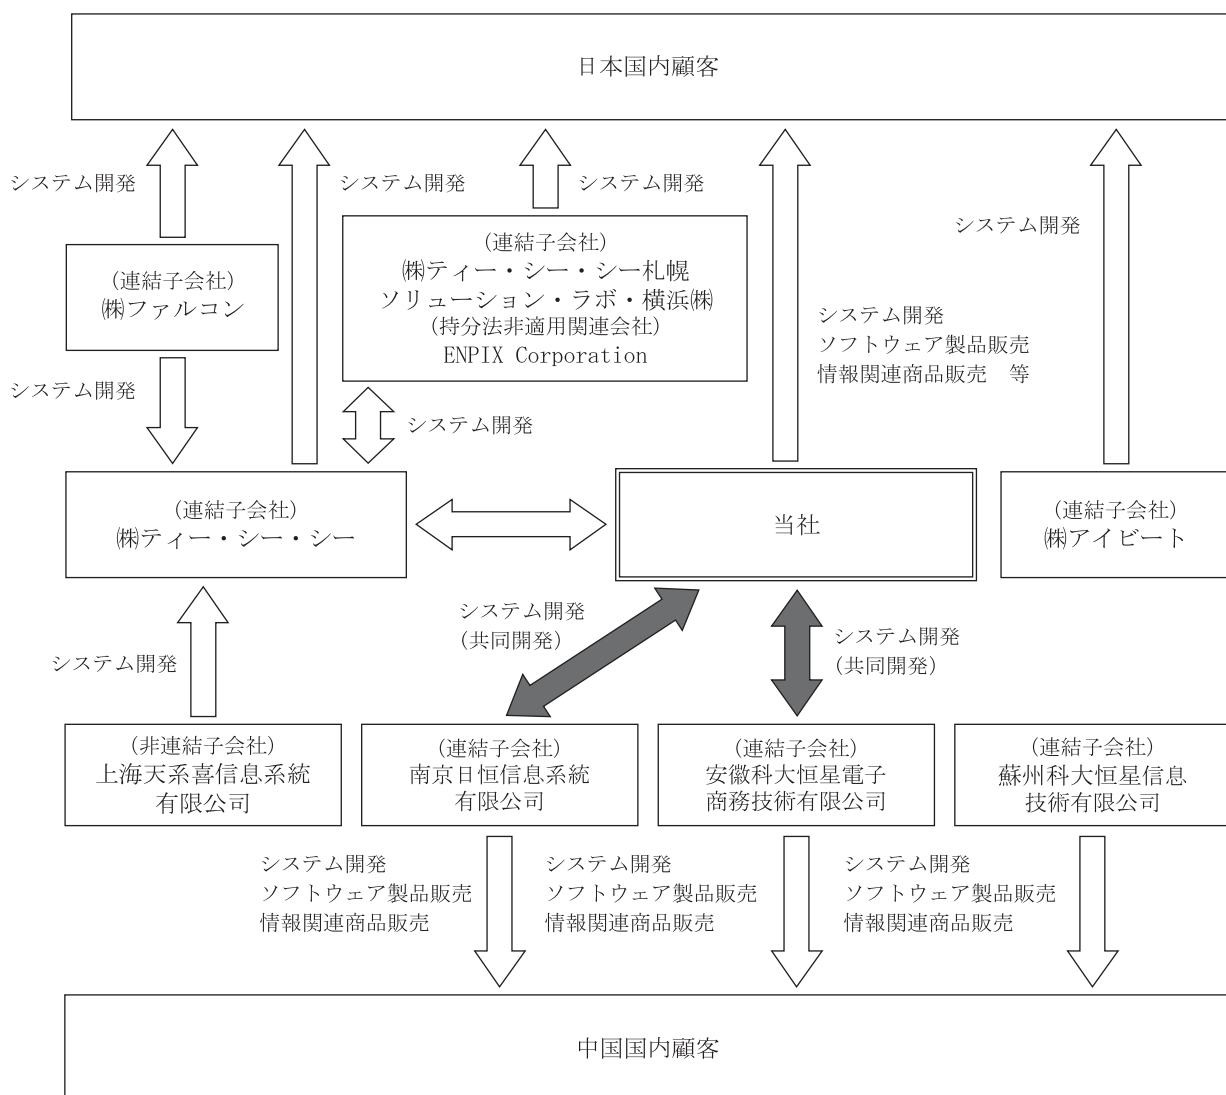 日本国内顧客
システム開発
システム開発
システム開発
システム開発
(連結子会社)
㈱ファルコン
(連結子会社)
㈱ティー・シー・シー札幌
ソリューション・ラボ・横浜㈱
(持分法非適用関連会社)
ENPIX Corporation
システム開発
ソフトウェア製品販売
情報関連商品販売　等
システム開発
システム開発
(連結子会社)
㈱ティー・シー・シー
当社
(連結子会社)
㈱アイビート
システム開発
(共同開発)
システム開発
(共同開発)
システム開発
(非連結子会社)
上海天系喜信息系統
有限公司
(連結子会社)
南京日恒信息系統
有限公司
(連結子会社)
安徽科大恒星電子
商務技術有限公司
(連結子会社)
蘇州科大恒星信息
技術有限公司
システム開発
ソフトウェア製品販売
情報関連商品販売
システム開発
ソフトウェア製品販売
情報関連商品販売
システム開発
ソフトウェア製品販売
情報関連商品販売
中国国内顧客